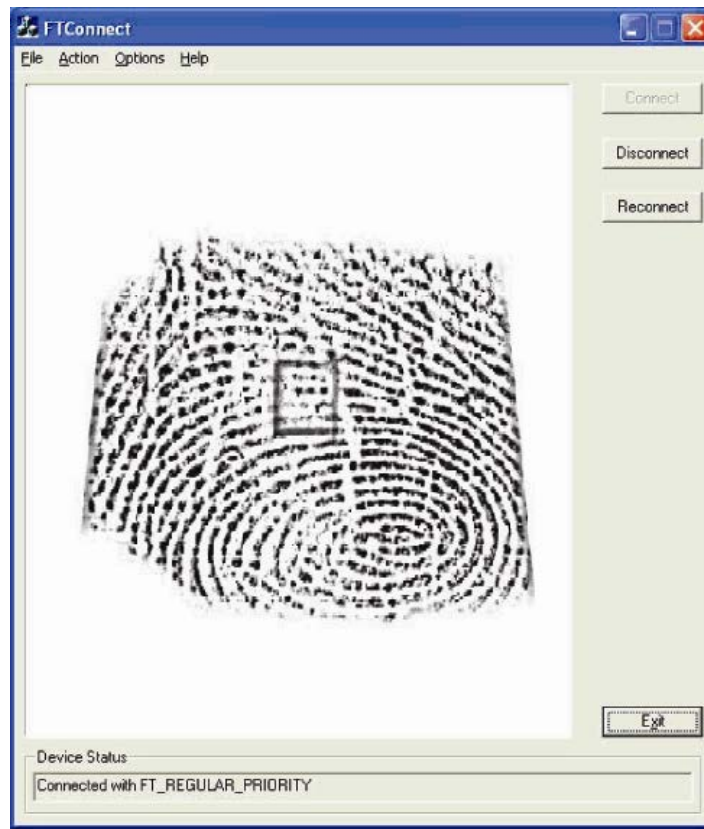 FTConnect
File Action Options Help
Connect
Disconnect
Reconnect
Exit
Device Status
Connected with FT_REGULAR_PRIORITY